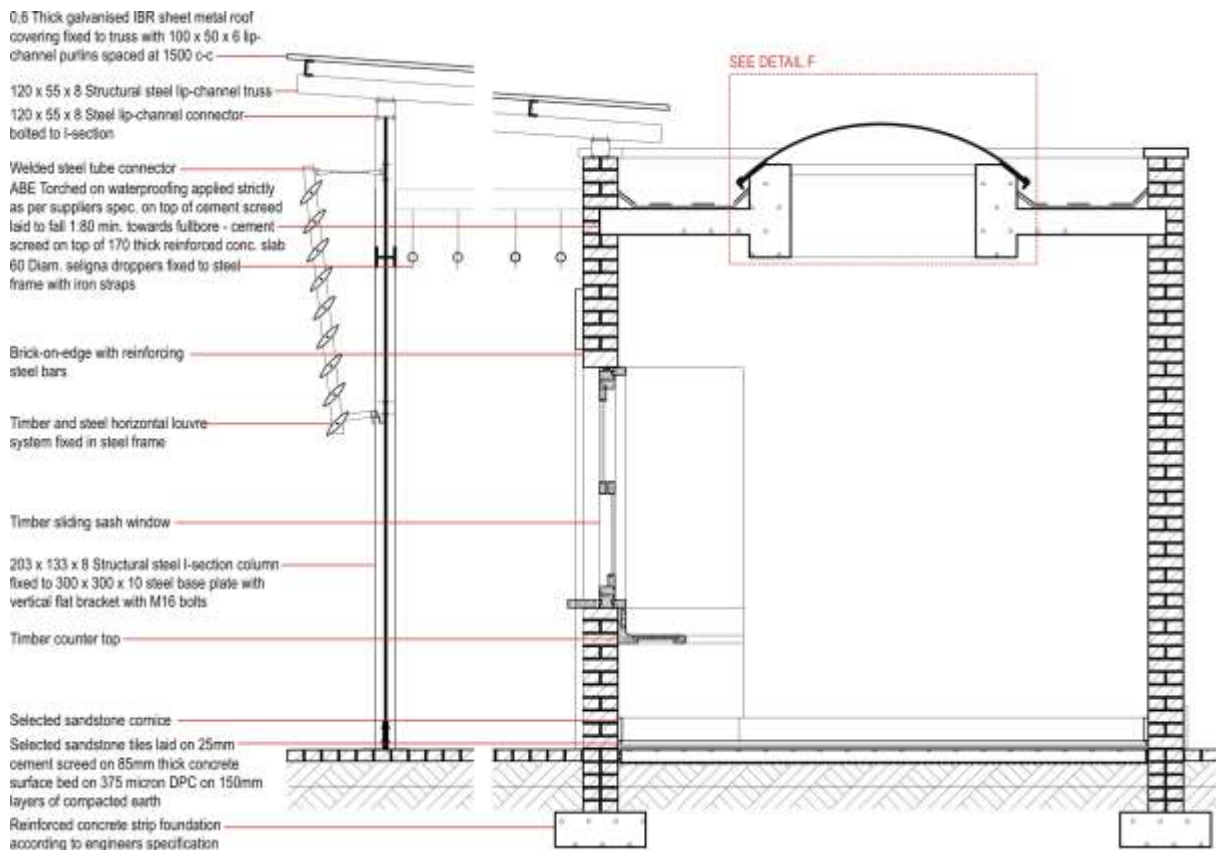 0,6 Thick galvanised IBR sheet metal roof
covering fixed to truss with 100 x 50 x 6 lip-
channel purlins spaced at 1500 c-c
SEE DETAIL F
120 x 55 x 8 Structural steel lip-channel truss
120 x 55 x 8 Steel lip-channel connector
bolted to I-section
Welded steel tube connector
ABE Torched on waterproofing applied strictly
as per suppliers spec. on top of cement screed
laid to fall 1:80 min. towards fullbore - cement
screed on top of 170 thick reinforced conc. slab
60 Diam. seligna droppers fixed to steel
frame with iron straps
Brick-on-edge with reinforcing
steel bars
Timber and steel horizontal louvre
system fixed in steel frame
Timber sliding sash window
203 x 133 x 8 Structural steel I-section column
fixed to 300 x 300 x 10 steel base plate with
vertical flat bracket with M16 bolts
Timber counter top
Selected sandstone cornice
Selected sandstone tiles laid on 25mm
cement screed on 85mm thick concrete
surface bed on 375 micron DPC on 150mm
layers of compacted earth
Reinforced concrete strip foundation
according to engineers specification